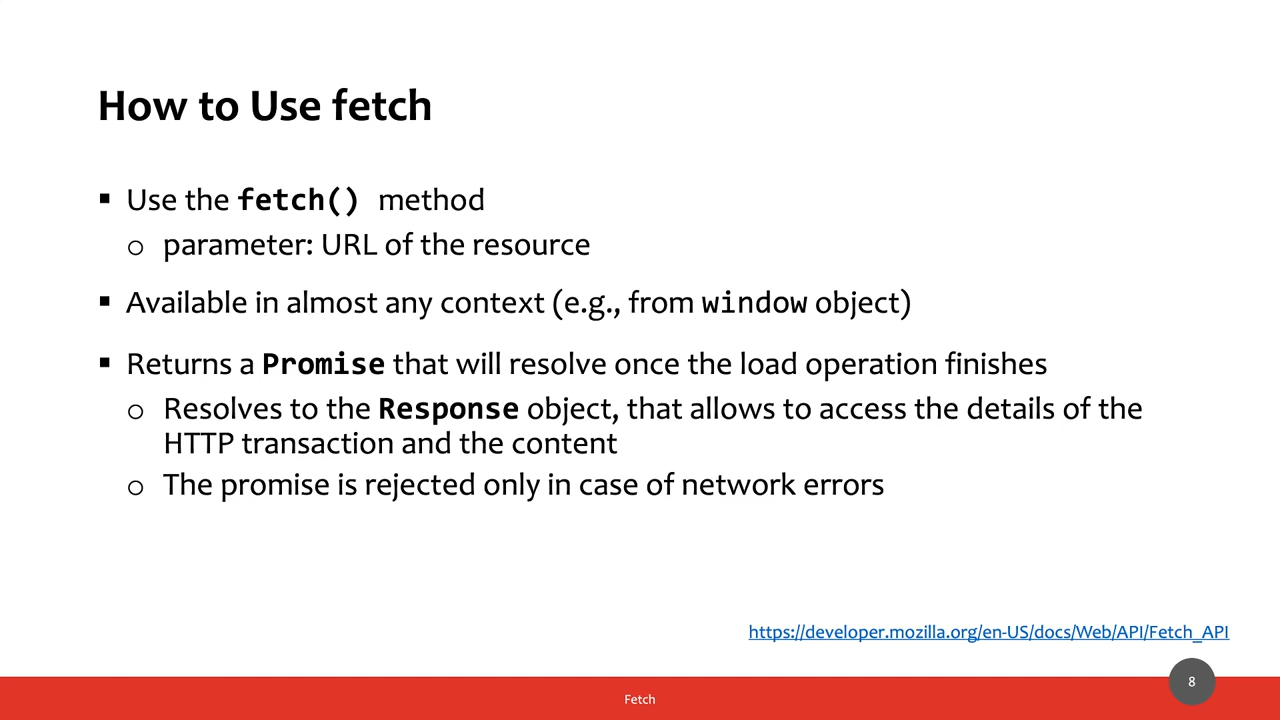 How to Use fetch
▪ Use the fetch() method
o parameter: URL of the resource
▪ Available in almost any context (e.g., from window object)
▪ Returns a Promise that will resolve once the load operation finishes
o Resolves to the Response object, that allows to access the details of the
HTTP transaction and the content
o The promise is rejected only in case of network errors
https://developer.mozilla.org/en-US/docs/Web/API/Fetch_API
8
Fetch